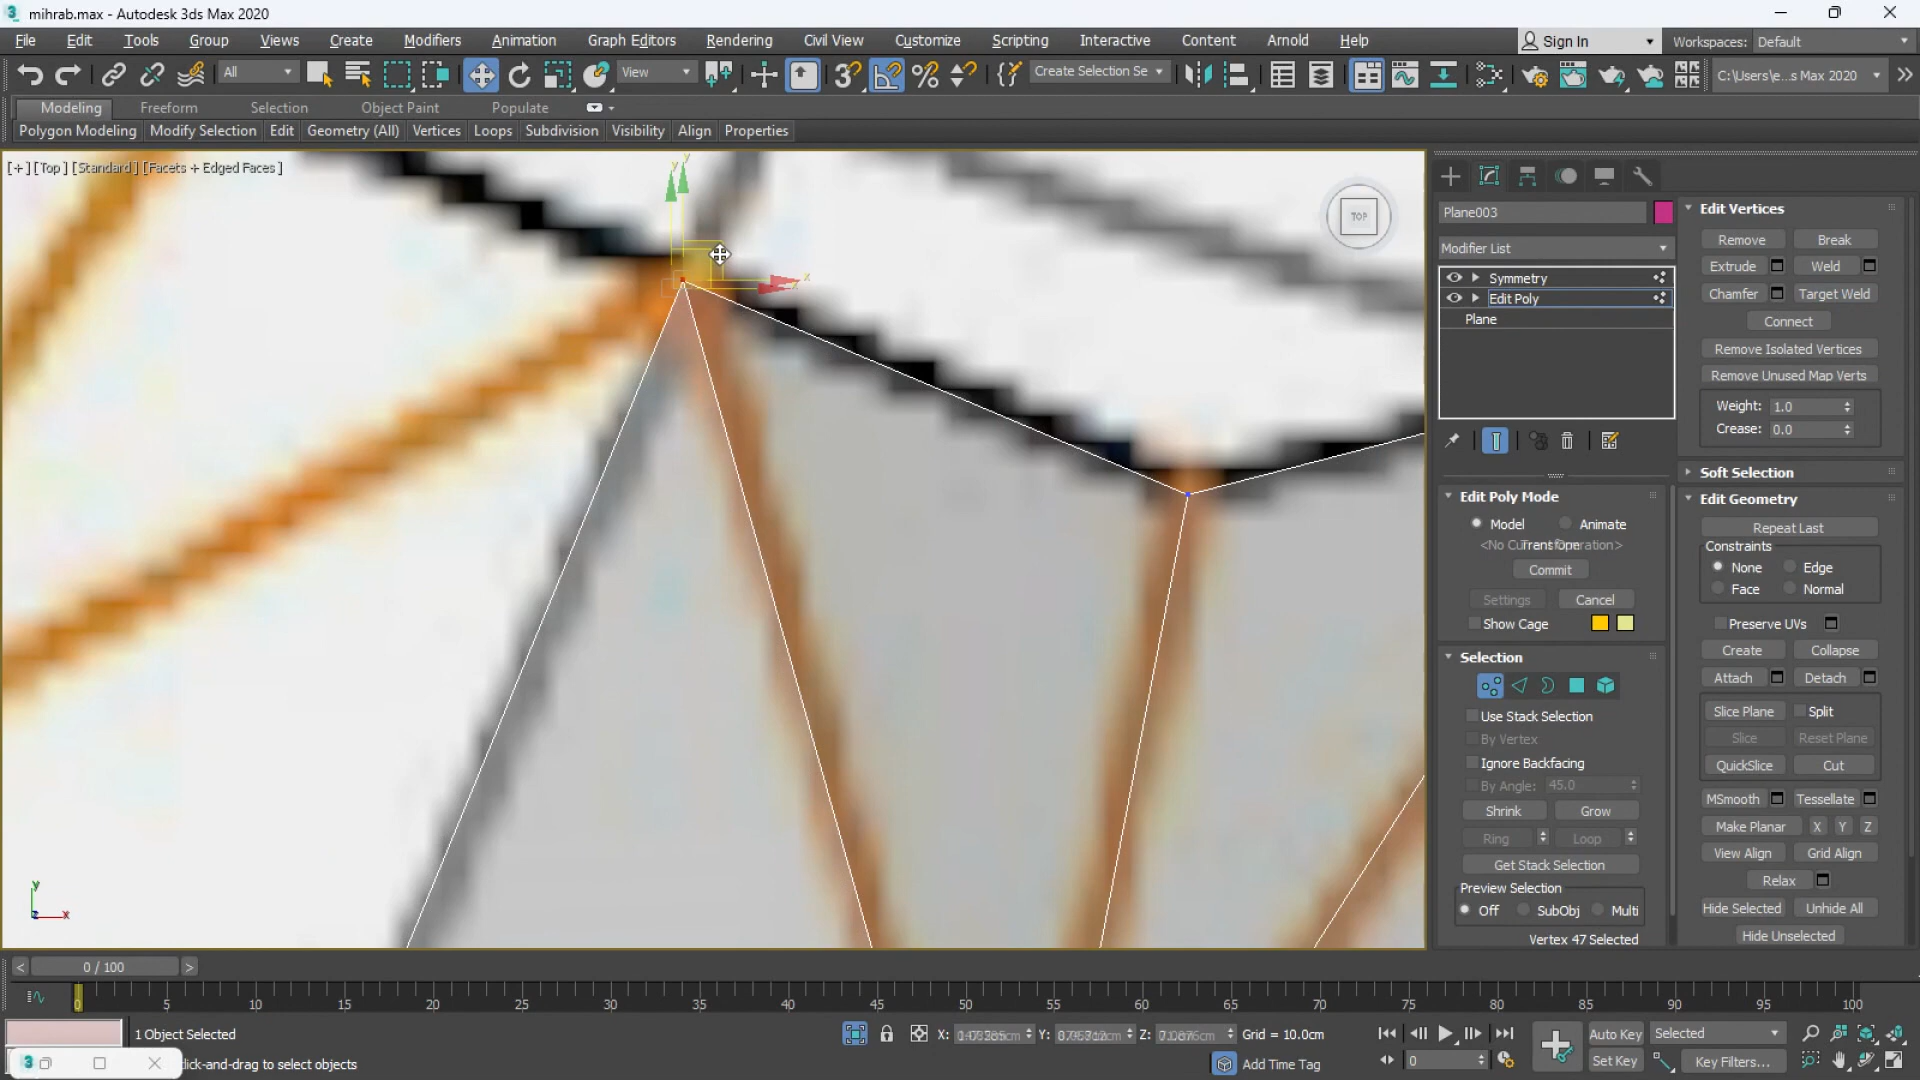 mihrab.max - Autodesk 3ds Max 2020
File Edit Tools Group Views Create Modifiers Animation Graph Editors Rendering Civil View Customize Scripting Interactive Content Arnold Help Sign In Workspaces: Default
All View Create Selection Se C:\Users\e...s Max 2020
Modeling Freeform Selection Object Paint Populate
Polygon Modeling Modify Selection Edit Geometry (All) Vertices Loops Subdivision Visibility Align Properties
[+] [Top] [Standard] [Facets + Edged Faces]
TOP
y
x
y
x
z
Plane003
Modifier List
Symmetry
Edit Poly
Plane
Edit Poly Mode
Model Animate
Commit
Settings Cancel
Show Cage
Selection
Use Stack Selection
By Vertex
Ignore Backfacing
By Angle: 45.0
Shrink Grow
Ring Loop
Get Stack Selection
Preview Selection
Off SubObj Multi
Vertex 47 Selected
Edit Vertices
Remove Break
Extrude Weld
Chamfer Target Weld
Connect
Remove Isolated Vertices
Remove Unused Map Verts
Weight: 1.0
Crease: 0.0
Soft Selection
Edit Geometry
Repeat Last
Constraints
None Edge
Face Normal
Preserve UVs
Create Collapse
Attach Detach
Slice Plane Split
Slice Reset Plane
QuickSlice Cut
MSmooth Tessellate
Make Planar X Y Z
View Align Grid Align
Relax
Hide Selected Unhide All
Hide Unselected
< 0 / 100 >
0 5 10 15 20 25 30 35 40 45 50 55 60 65 70 75 80 85 90 95 100
1 Object Selected
X: Y: Z: Grid = 10.0cm
Auto Key Selected
3 click-and-drag to select objects
Add Time Tag
0
Set Key Key Filters...